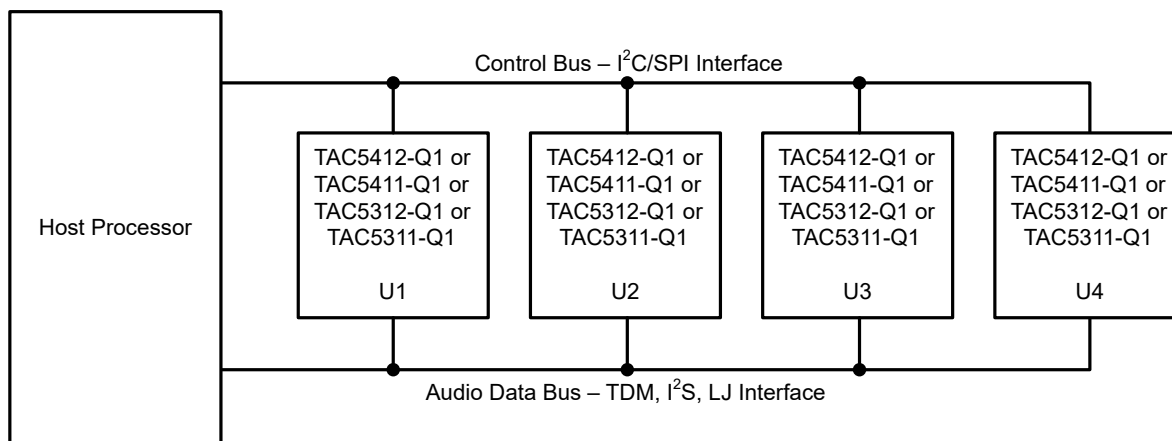 Control Bus – I²C/SPI Interface
Host Processor
TAC5412-Q1 or
TAC5411-Q1 or
TAC5312-Q1 or
TAC5311-Q1
U1
TAC5412-Q1 or
TAC5411-Q1 or
TAC5312-Q1 or
TAC5311-Q1
U2
TAC5412-Q1 or
TAC5411-Q1 or
TAC5312-Q1 or
TAC5311-Q1
U3
TAC5412-Q1 or
TAC5411-Q1 or
TAC5312-Q1 or
TAC5311-Q1
U4
Audio Data Bus – TDM, I²S, LJ Interface